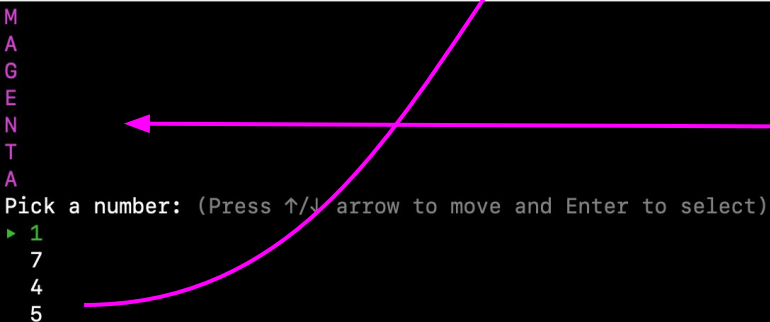 M
A
G
E
N
T
A
Pick a number: (Press ↑/↓ arrow to move and Enter to select)
▸ 1
7
4
5